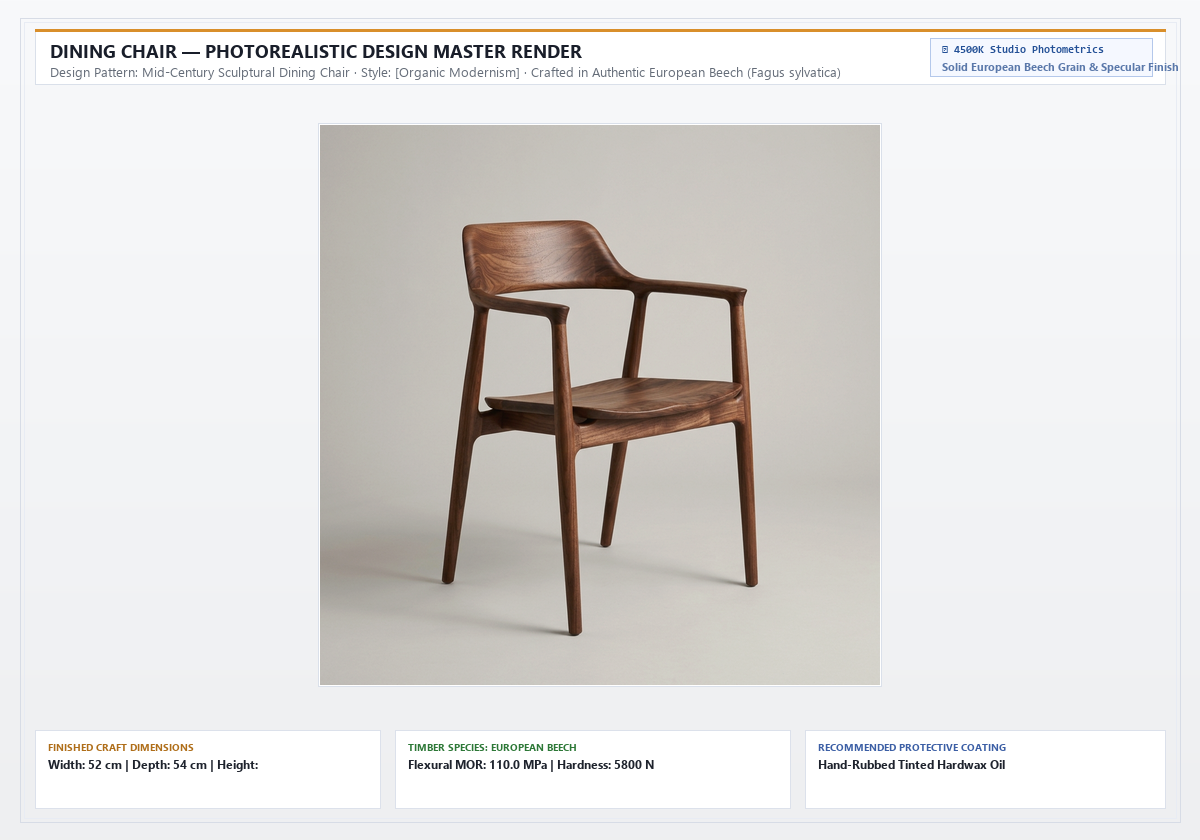 DINING CHAIR — PHOTOREALISTIC DESIGN MASTER RENDER
Design Pattern: Mid-Century Sculptural Dining Chair · Style: [Organic Modernism] · Crafted in Authentic European Beech (Fagus sylvatica)
4500K Studio Photometrics
Solid European Beech Grain & Specular Finish
FINISHED CRAFT DIMENSIONS
Width: 52 cm | Depth: 54 cm | Height:
TIMBER SPECIES: EUROPEAN BEECH
Flexural MOR: 110.0 MPa | Hardness: 5800 N
RECOMMENDED PROTECTIVE COATING
Hand-Rubbed Tinted Hardwax Oil